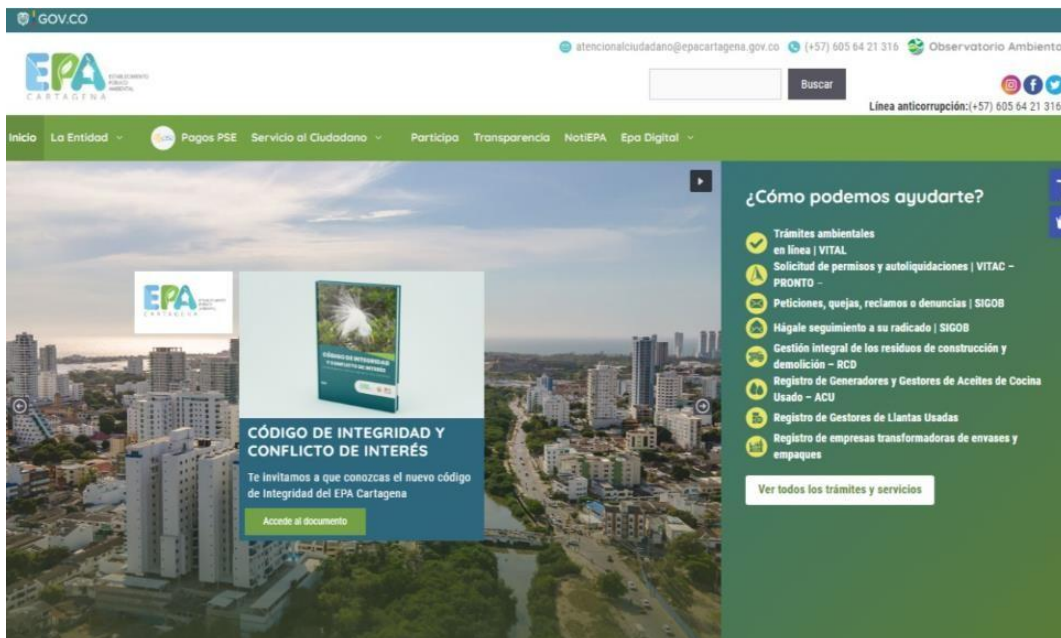 GOV.CO
atencionalciudadano@epacartagena.gov.co (+57) 605 64 21 316 Observatorio Ambienta
EPA
ESTABLECIMIENTO
PÚBLICO
AMBIENTAL
CARTAGENA
Buscar
Línea anticorrupción:(+57) 605 64 21 316
Inicio La Entidad Pagos PSE Servicio al Ciudadano Participa Transparencia NotiEPA Epa Digital
¿Cómo podemos ayudarte?
Trámites ambientales
en línea | VITAL
Solicitud de permisos y autoliquidaciones | VITAC –
PRONTO –
Peticiones, quejas, reclamos o denuncias | SIGOB
Hágale seguimiento a su radicado | SIGOB
Gestión integral de los residuos de construcción y
demolición – RCD
Registro de Generadores y Gestores de Aceites de Cocina
Usado – ACU
Registro de Gestores de Llantas Usadas
Registro de empresas transformadoras de envases y
empaques
Ver todos los trámites y servicios
EPA
CARTAGENA
CÓDIGO DE INTEGRIDAD
Y CONFLICTO DE INTERÉS
CÓDIGO DE INTEGRIDAD Y
CONFLICTO DE INTERÉS
Te invitamos a que conozcas el nuevo código
de Integridad del EPA Cartagena
Accede al documento